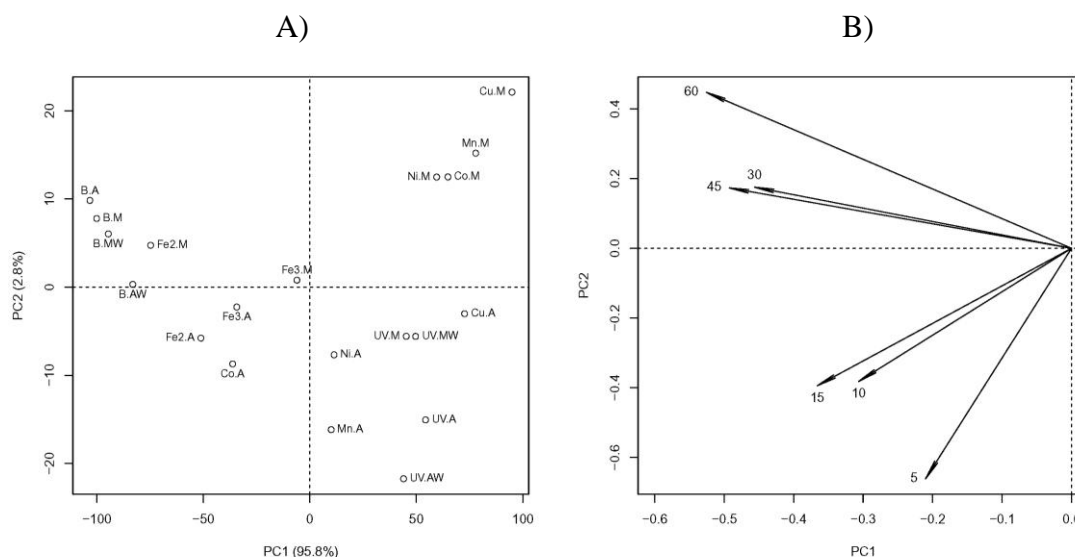 A)
B)
Cu.M
Mn.M
Ni.M
Co.M
B.A
B.M
B.MW
Fe2.M
Fe3.M
B.AW
Fe3.A
Cu.A
Fe2.A
UV.M
UV.MW
Ni.A
Co.A
UV.A
Mn.A
UV.AW
20
10
0
−10
−20
PC2 (2.8%)
−100
−50
0
50
100
PC1 (95.8%)
60
30
45
15
10
5
0.4
0.2
0.0
−0.2
−0.4
−0.6
PC2
−0.6
−0.5
−0.4
−0.3
−0.2
−0.1
PC1